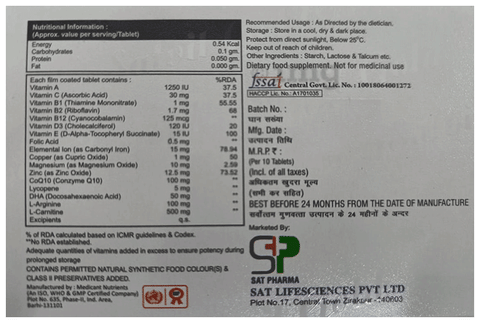 Nutritional Information :
(Approx. value per serving/Tablet)
Energy 0.54 Kcal
Carbohydrates 0.1 gm.
Protein 0.050 gm.
Fat 0.000 gm.
Each film coated tablet contains : %RDA
Vitamin A 1250 IU 37.5
Vitamin C (Ascorbic Acid) 30 mg 37.5
Vitamin B1 (Thiamine Mononitrate) 1 mg 55.55
Vitamin B2 (Riboflavin) 1.7 mg 68
Vitamin B12 (Cyanocobalamin) 125 mcg **
Vitamin D3 (Cholecalciferol) 120 IU 20
Vitamin E (D-Alpha-Tocopheryl Succinate) 15 IU 100
Folic Acid 0.5 mg
Elemental Ion (as Carbonyl Iron) 15 mg 78.94
Copper (as Cupric Oxide) 1 mg 50
Magnesium (as Magnesium Oxide) 10 mg 2.59
Zinc (as Zinc Oxide) 12.5 mg 73.52
CoQ10 (Coenzyme Q10) 100 mg **
Lycopene 5 mg **
DHA (Docosahexaenoic Acid) 50 mg **
L-Arginine 100 mg **
L-Carnitine 500 mg **
Excipients q.s.
% of RDA calculated based on ICMR guidelines & Codex.
**No RDA established.
Adequate quantities of vitamins added in excess to ensure potency during
prolonged storage
CONTAINS PERMITTED NATURAL SYNTHETIC FOOD COLOUR(S) &
CLASS II PRESERVATIVES ADDED.
Manufactured by : Medicant Nutrients
(An ISO, WHO & GMP Certified Company)
Plot No. 635, Phase-II, Ind. Area,
Barhi-131101
Recommended Usage : As Directed by the dietician.
Storage : Store in a cool, dry & dark place.
Protect from direct sunlight, Below 25°C.
Keep out of reach of children.
Other Ingredients : Starch, Lactose & Talcum etc.
Dietary food supplement. Not for medicinal use
fssai Central Govt. Lic. No. : 10018064001272
HACCP Lic. No.: A1701035
Batch No. :
घान संख्या
Mfg. Date :
उत्पादन तिथि
M.R.P ₹ :
(Per 10 Tablets)
(Incl. of all taxes)
अधिकतम खुदरा मूल्य
(सभी कर सहित)
BEST BEFORE 24 MONTHS FROM THE DATE OF MANUFACTURE
सर्वोत्तम गुणवत्ता उत्पादन के 24 महीनों के अन्दर
Marketed By:
SP
SAT PHARMA
SAT LIFESCIENCES PVT LTD
Plot No.17, Central Town Zirakpur -140603